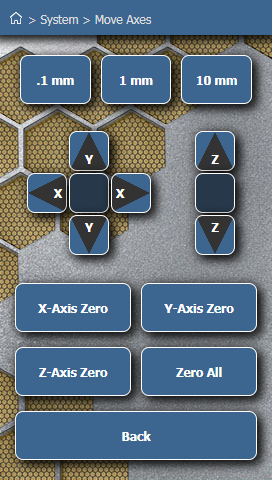 > System > Move Axes
.1 mm 1 mm 10 mm
Y Z
X X
Y Z
X-Axis Zero Y-Axis Zero
Z-Axis Zero Zero All
Back